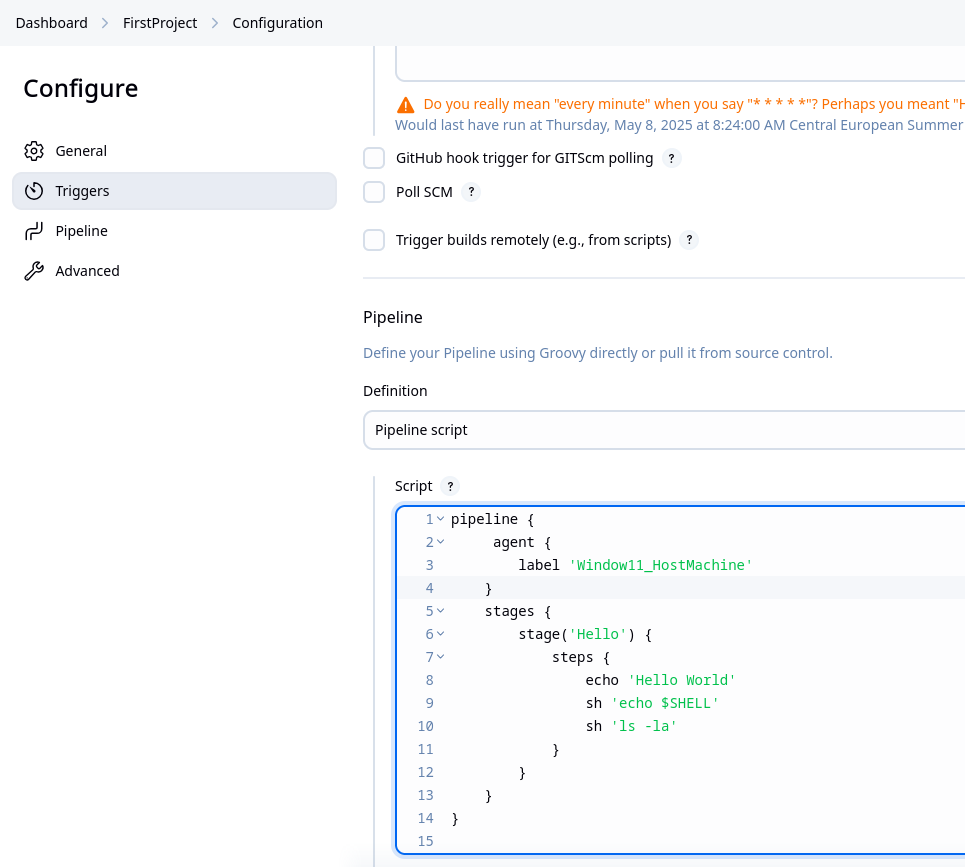 Dashboard > FirstProject > Configuration
Configure
General
Triggers
Pipeline
Advanced
Do you really mean "every minute" when you say "* * * * *"? Perhaps you meant "H
Would last have run at Thursday, May 8, 2025 at 8:24:00 AM Central European Summer
GitHub hook trigger for GITScm polling ?
Poll SCM ?
Trigger builds remotely (e.g., from scripts) ?
Pipeline
Define your Pipeline using Groovy directly or pull it from source control.
Definition
Pipeline script
Script ?
1 pipeline {
2 agent {
3 label 'Window11_HostMachine'
4 }
5 stages {
6 stage('Hello') {
7 steps {
8 echo 'Hello World'
9 sh 'echo $SHELL'
10 sh 'ls -la'
11 }
12 }
13 }
14 }
15